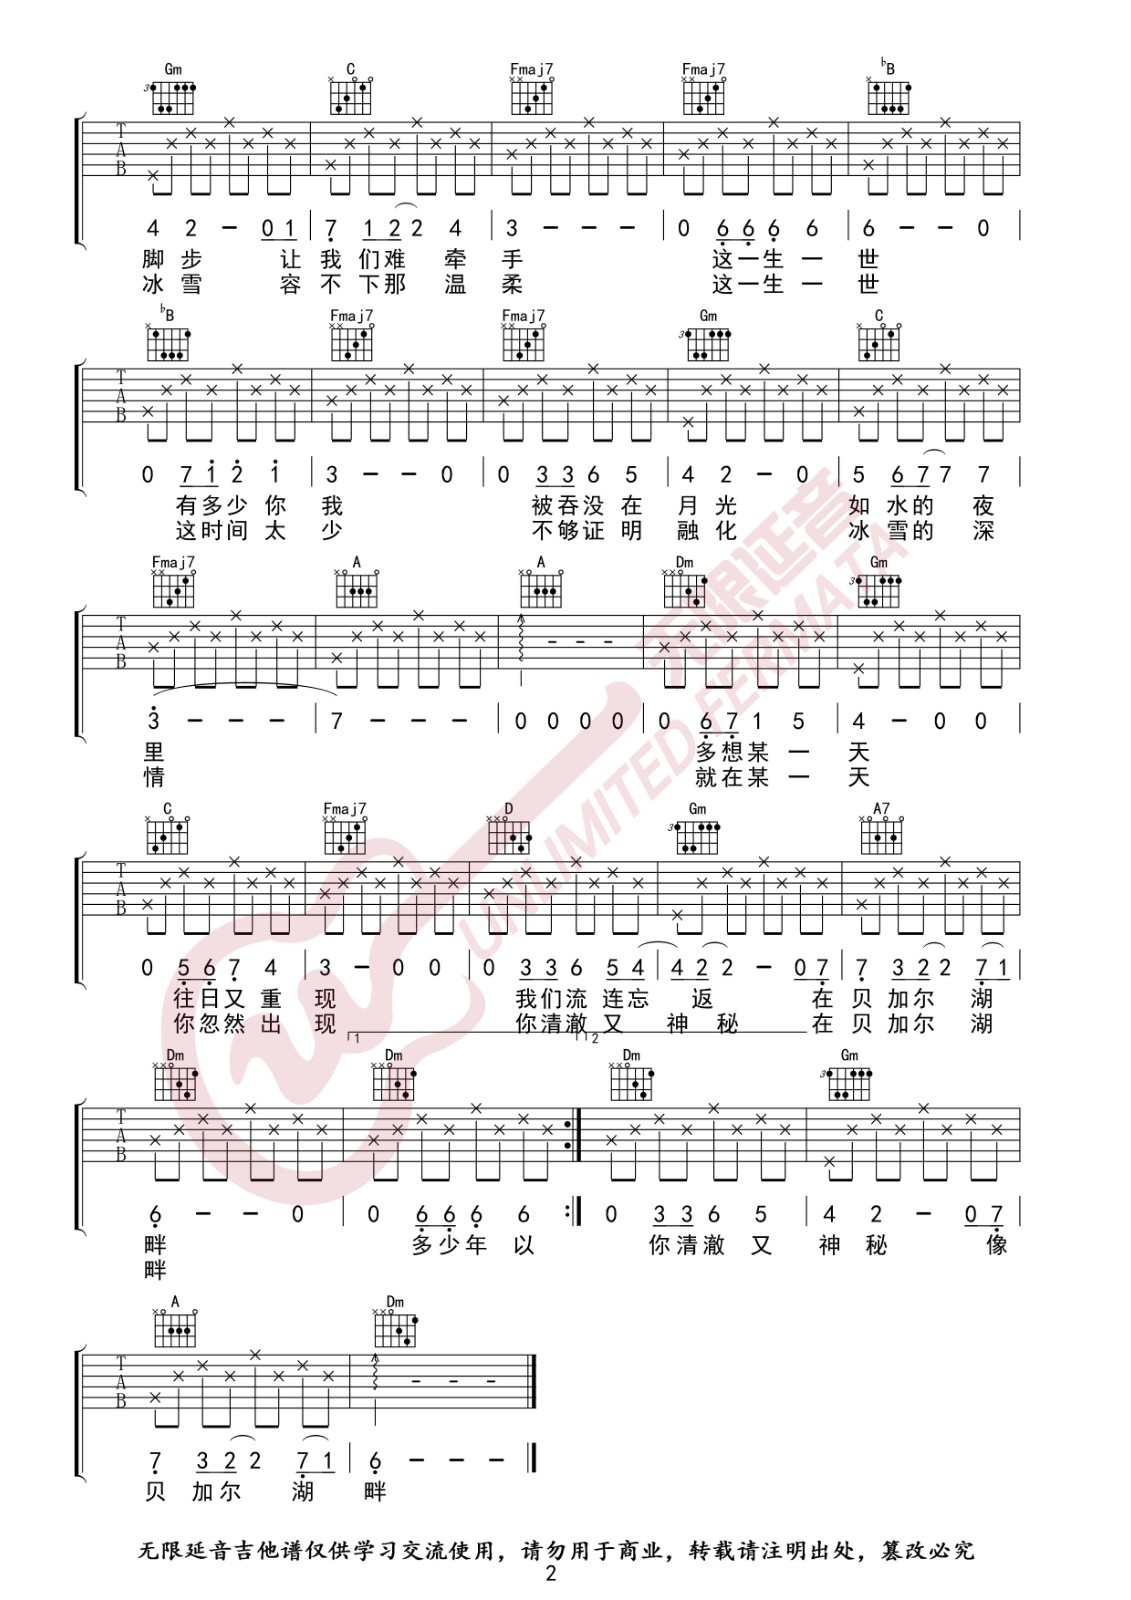 Gm C Fmaj7 Fmaj7 ♭B
3
T
A
B
4 2 - 0 1 | 7 1 2 2 4 | 3 - - - | 0 6 6 6 6 | 6 - - 0 |
脚 步 让 我 们 难 牵 手 这 一 生 一 世
冰 雪 容 不 下 那 温 柔 这 一 生 一 世
♭B Fmaj7 Fmaj7 Gm C
3
T
A
B
0 7 1 2 1 | 3 - - 0 | 0 3 3 6 5 | 4 2 - 0 | 5 6 7 7 7 |
有 多 少 你 我 被 吞 没 在 月 光 如 水 的 夜
这 时 间 太 少 不 够 证 明 融 化 冰 雪 的 深
Fmaj7 A A Dm Gm
3
T
A
B
3 - - - | 7 - - - | 0 0 0 0 | 0 6 7 1 5 | 4 - 0 0 |
里 多 想 某 一 天
情 就 在 某 一 天
C Fmaj7 D Gm A7
3
T
A
B
0 5 6 7 4 | 3 - 0 0 | 0 3 3 6 5 4 | 4 2 2 - 0 7 | 7 3 2 2 7 1 |
往 日 又 重 现 我 们 流 连 忘 返 在 贝 加 尔 湖
你 忽 然 出 现 你 清 澈 又 神 秘 在 贝 加 尔 湖
1 2
Dm Dm Dm Gm
3
T
A
B
6 - - 0 | 0 6 6 6 6 :| 0 3 3 6 5 | 4 2 - 0 7 |
畔 多 少 年 以 你 清 澈 又 神 秘 像
畔
A Dm
T
A
B
7 3 2 2 7 1 | 6 - - - ||
贝 加 尔 湖 畔
无限延音
UNLIMITED FERMATA
无限延音吉他谱仅供学习交流使用，请勿用于商业，转载请注明出处，篡改必究
2